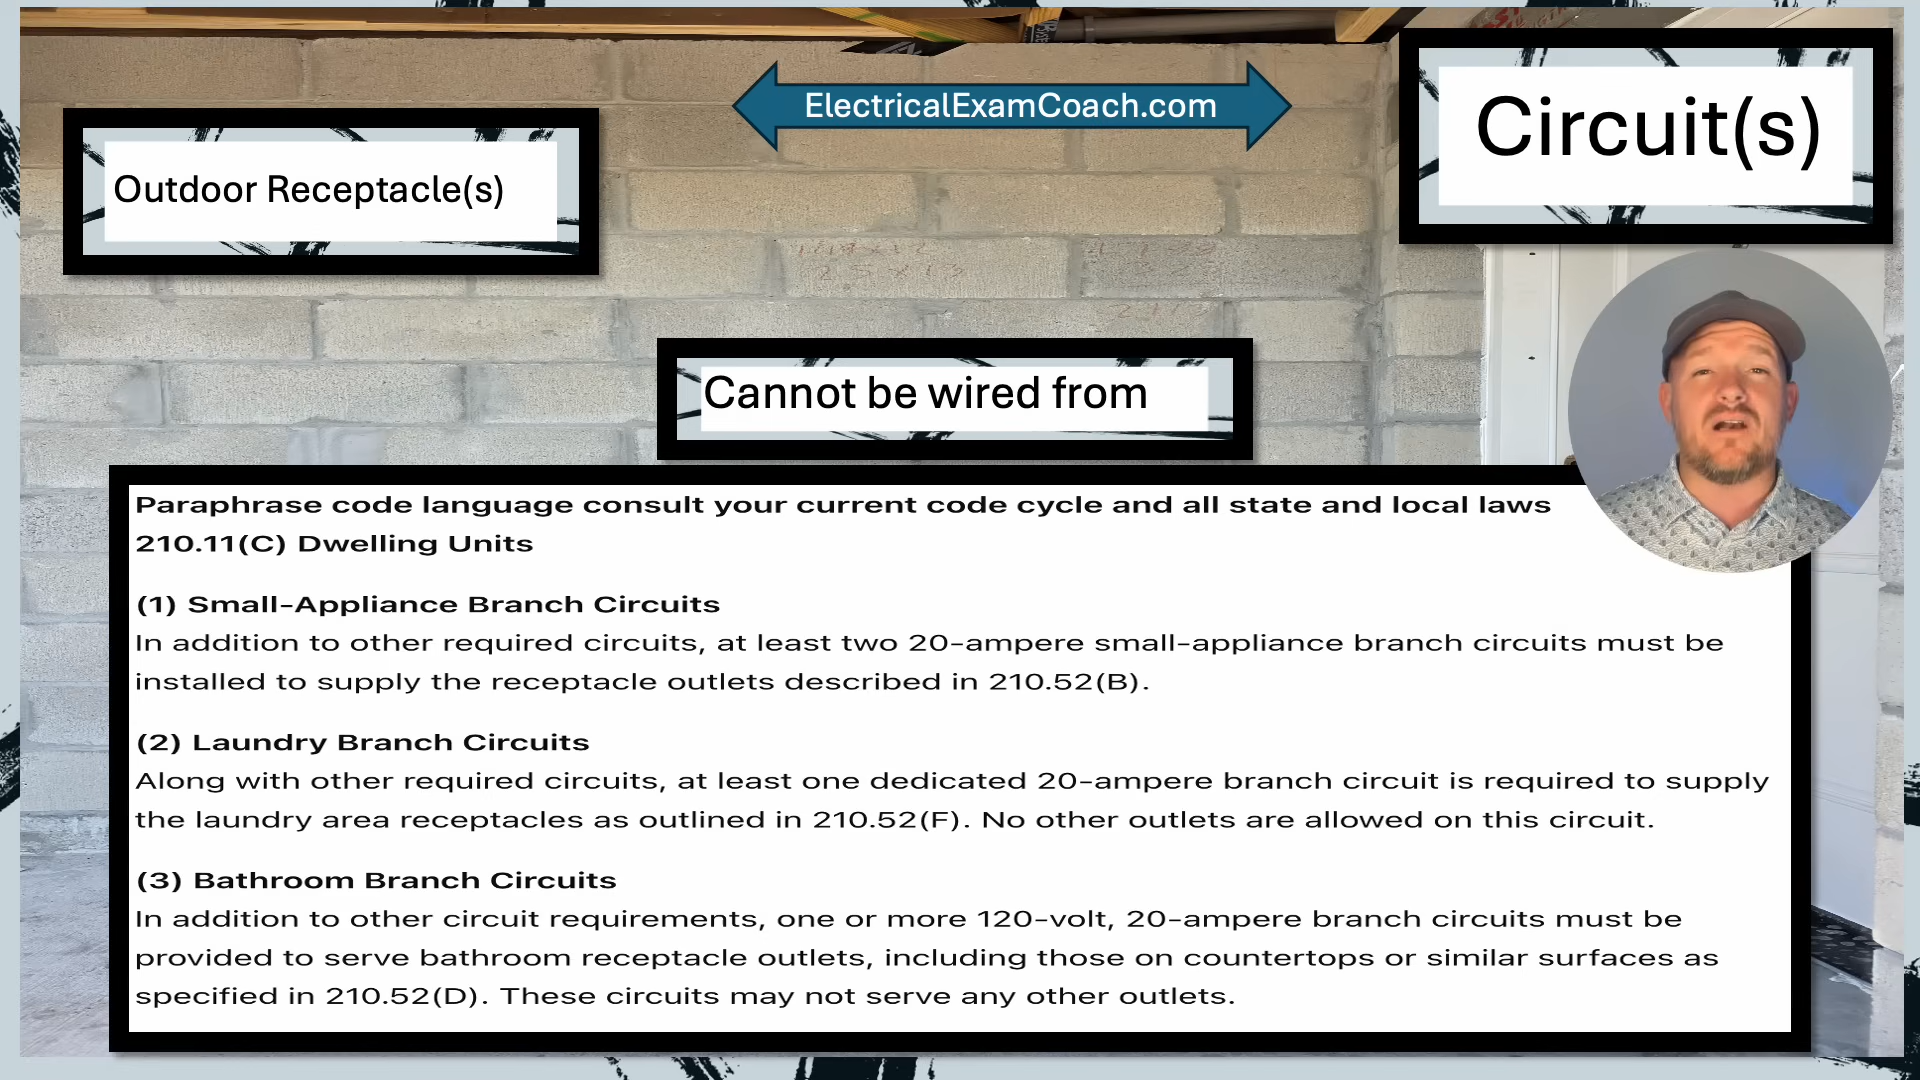 ElectricalExamCoach.com
Circuit(s)
Outdoor Receptacle(s)
Cannot be wired from
Paraphrase code language consult your current code cycle and all state and local laws
210.11(C) Dwelling Units
(1) Small-Appliance Branch Circuits
In addition to other required circuits, at least two 20-ampere small-appliance branch circuits must be
installed to supply the receptacle outlets described in 210.52(B).
(2) Laundry Branch Circuits
Along with other required circuits, at least one dedicated 20-ampere branch circuit is required to supply
the laundry area receptacles as outlined in 210.52(F). No other outlets are allowed on this circuit.
(3) Bathroom Branch Circuits
In addition to other circuit requirements, one or more 120-volt, 20-ampere branch circuits must be
provided to serve bathroom receptacle outlets, including those on countertops or similar surfaces as
specified in 210.52(D). These circuits may not serve any other outlets.